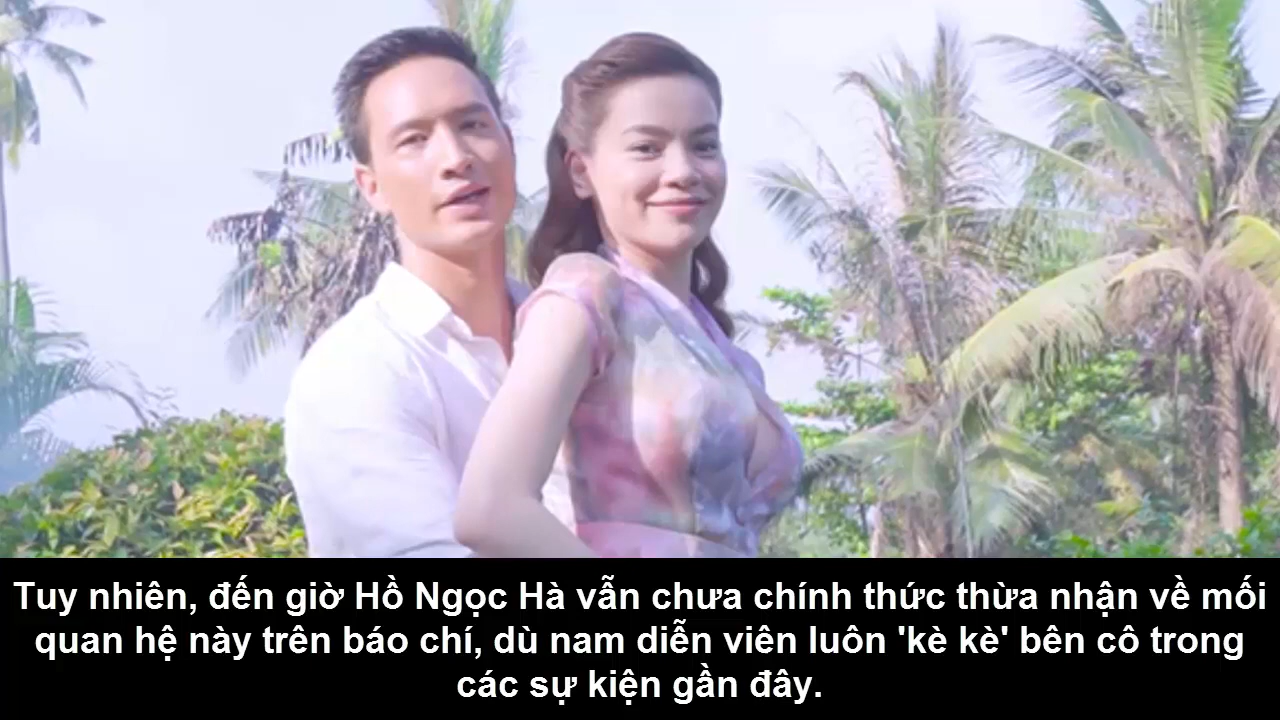 Tuy nhiên, đến giờ Hồ Ngọc Hà vẫn chưa chính thức thừa nhận về mối
quan hệ này trên báo chí, dù nam diễn viên luôn 'kè kè' bên cô trong
các sự kiện gần đây.